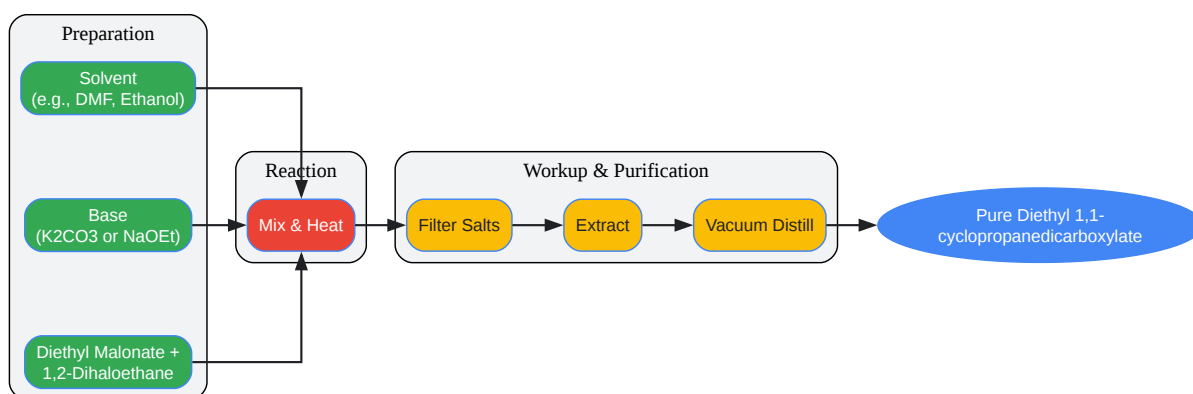 Preparation
Solvent
(e.g., DMF, Ethanol)
Base
(K2CO3 or NaOEt)
Diethyl Malonate +
1,2-Dihaloethane
Reaction
Mix & Heat
Workup & Purification
Filter Salts
Extract
Vacuum Distill
Pure Diethyl 1,1-
cyclopropanedicarboxylate